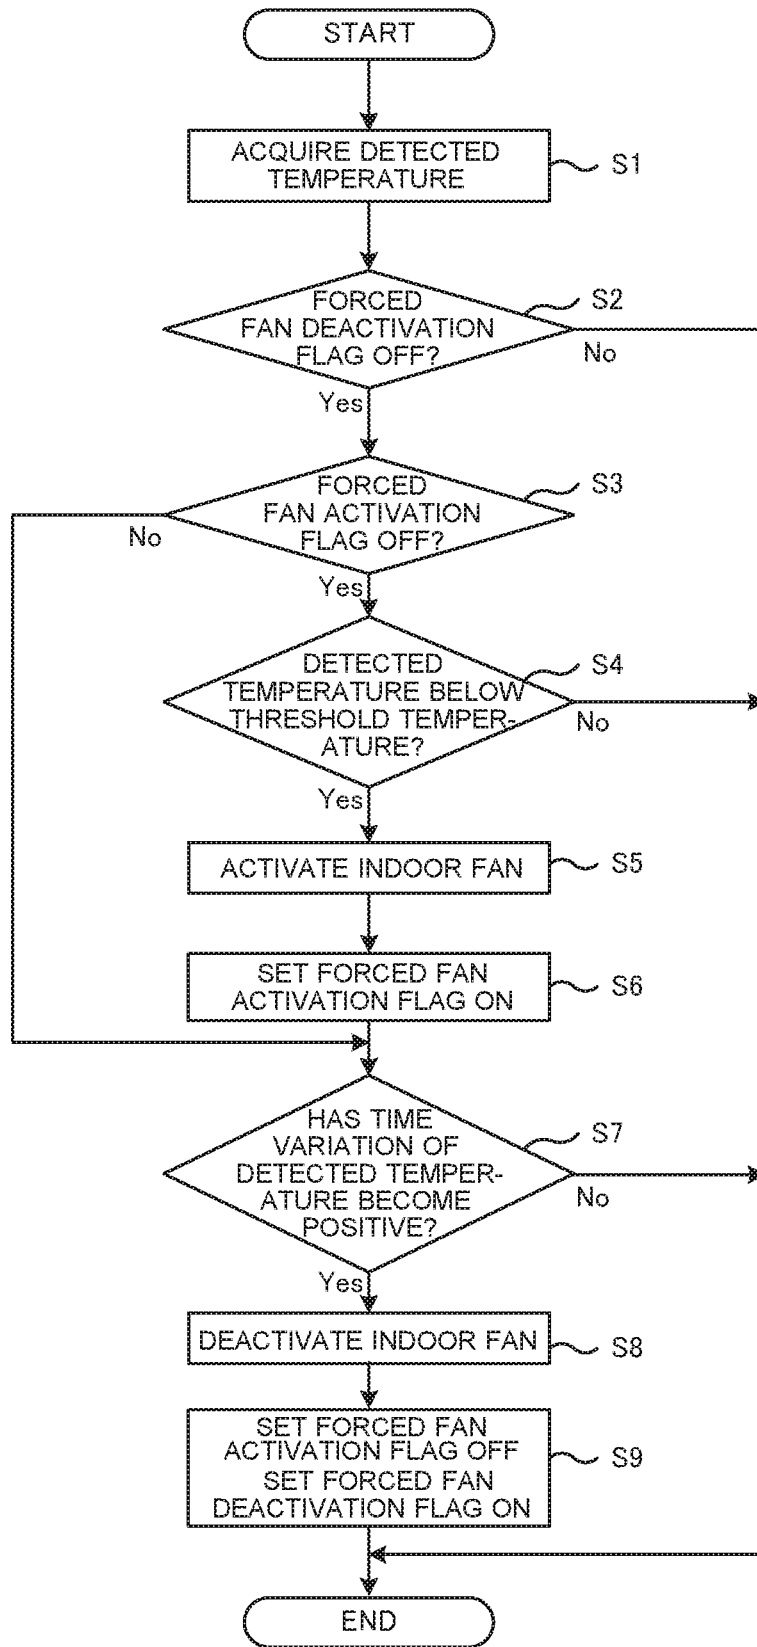 START
ACQUIRE DETECTED
TEMPERATURE
S1
FORCED
FAN DEACTIVATION
FLAG OFF?
S2
No
Yes
FORCED
FAN ACTIVATION
FLAG OFF?
S3
No
Yes
DETECTED
TEMPERATURE BELOW
THRESHOLD TEMPER-
ATURE?
S4
No
Yes
ACTIVATE INDOOR FAN
S5
SET FORCED FAN
ACTIVATION FLAG ON
S6
HAS TIME
VARIATION OF
DETECTED TEMPER-
ATURE BECOME
POSITIVE?
S7
No
Yes
DEACTIVATE INDOOR FAN
S8
SET FORCED FAN
ACTIVATION FLAG OFF
SET FORCED FAN
DEACTIVATION FLAG ON
S9
END